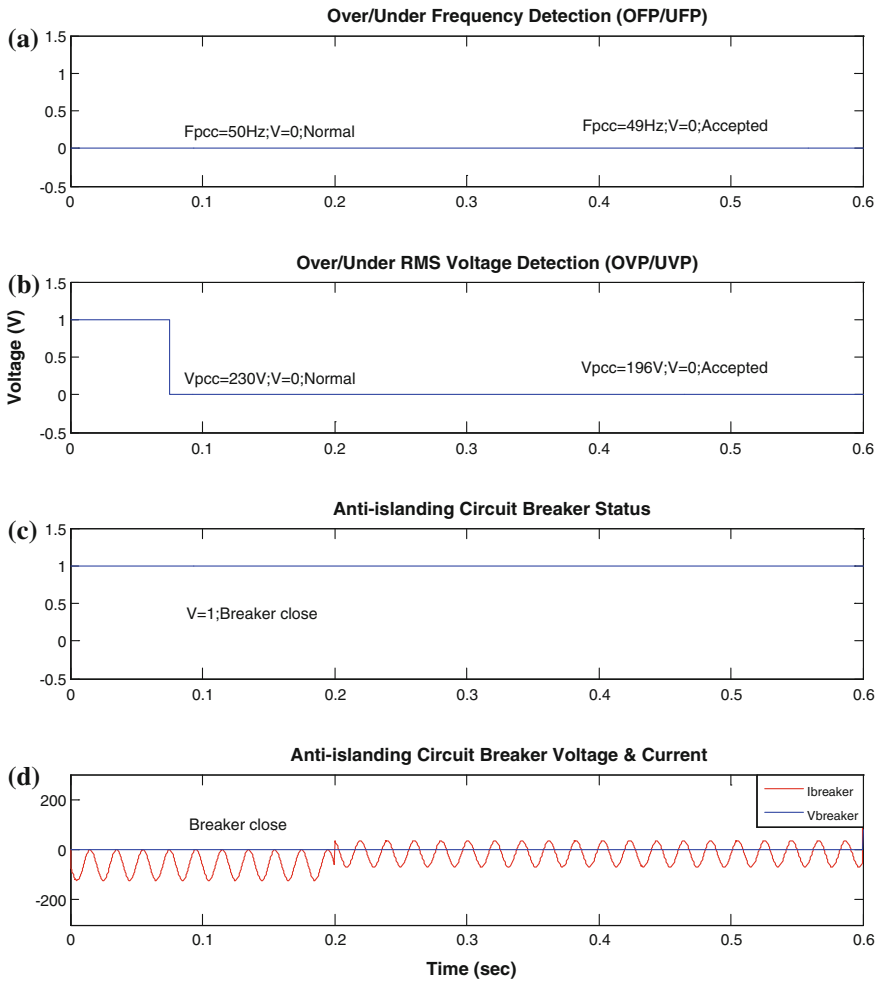 Over/Under Frequency Detection (OFP/UFP)
(a)
1.5
1
0.5
0
-0.5
Fpcc=50Hz;V=0;Normal
Fpcc=49Hz;V=0;Accepted
0 0.1 0.2 0.3 0.4 0.5 0.6
Over/Under RMS Voltage Detection (OVP/UVP)
(b)
Voltage (V)
1.5
1
0.5
0
-0.5
Vpcc=230V;V=0;Normal
Vpcc=196V;V=0;Accepted
0 0.1 0.2 0.3 0.4 0.5 0.6
Anti-islanding Circuit Breaker Status
(c)
1.5
1
0.5
0
-0.5
V=1;Breaker close
0 0.1 0.2 0.3 0.4 0.5 0.6
Anti-islanding Circuit Breaker Voltage & Current
(d)
200
0
-200
Breaker close
Ibreaker
Vbreaker
0 0.1 0.2 0.3 0.4 0.5 0.6
Time (sec)